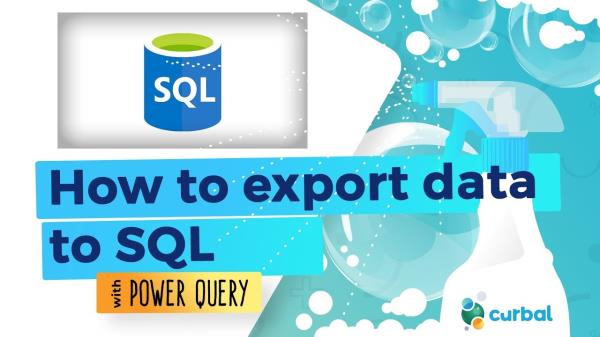 SQL
How to export data
to SQL
with POWER QUERY
curbal